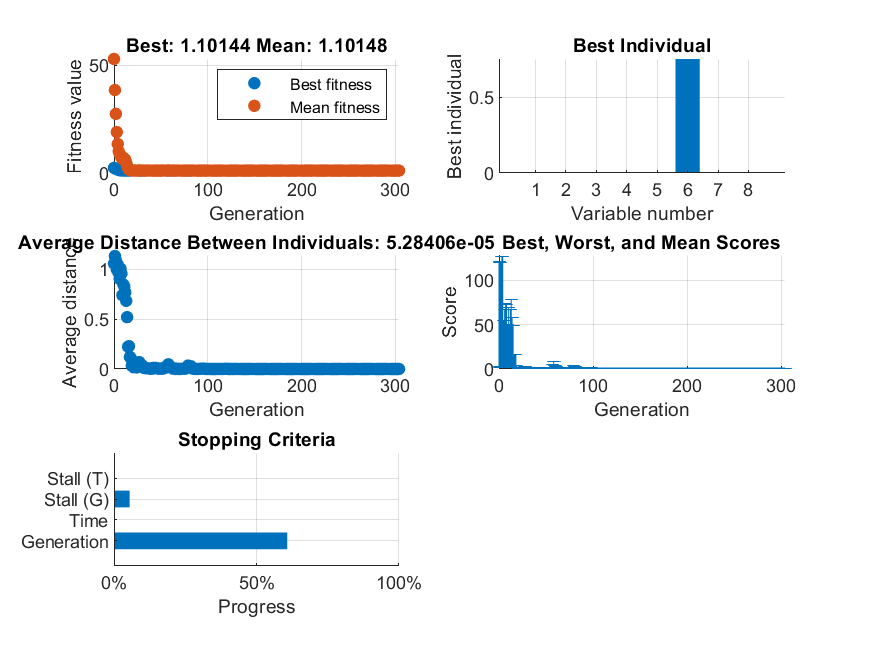 Best: 1.10144 Mean: 1.10148
Fitness value
50
0
Best fitness
Mean fitness
0 100 200 300
Generation
Best Individual
Best individual
0.5
0
1 2 3 4 5 6 7 8
Variable number
Average Distance Between Individuals: 5.28406e-05
Average distance
1
0.5
0
0 100 200 300
Generation
Best, Worst, and Mean Scores
Score
100
50
0
0 100 200 300
Generation
Stopping Criteria
Stall (T)
Stall (G)
Time
Generation
0% 50% 100%
Progress